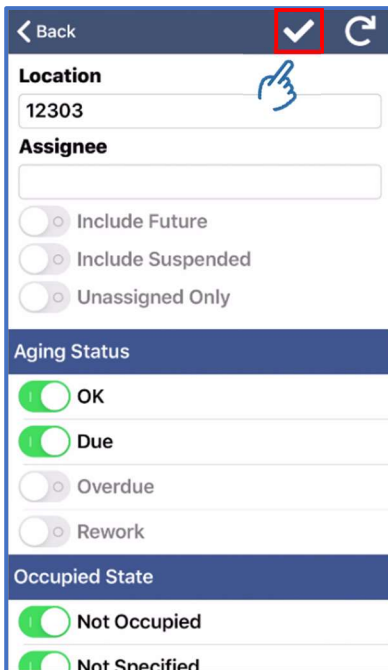 Back
Location
12303
Assignee
Include Future
Include Suspended
Unassigned Only
Aging Status
OK
Due
Overdue
Rework
Occupied State
Not Occupied
Not Specified